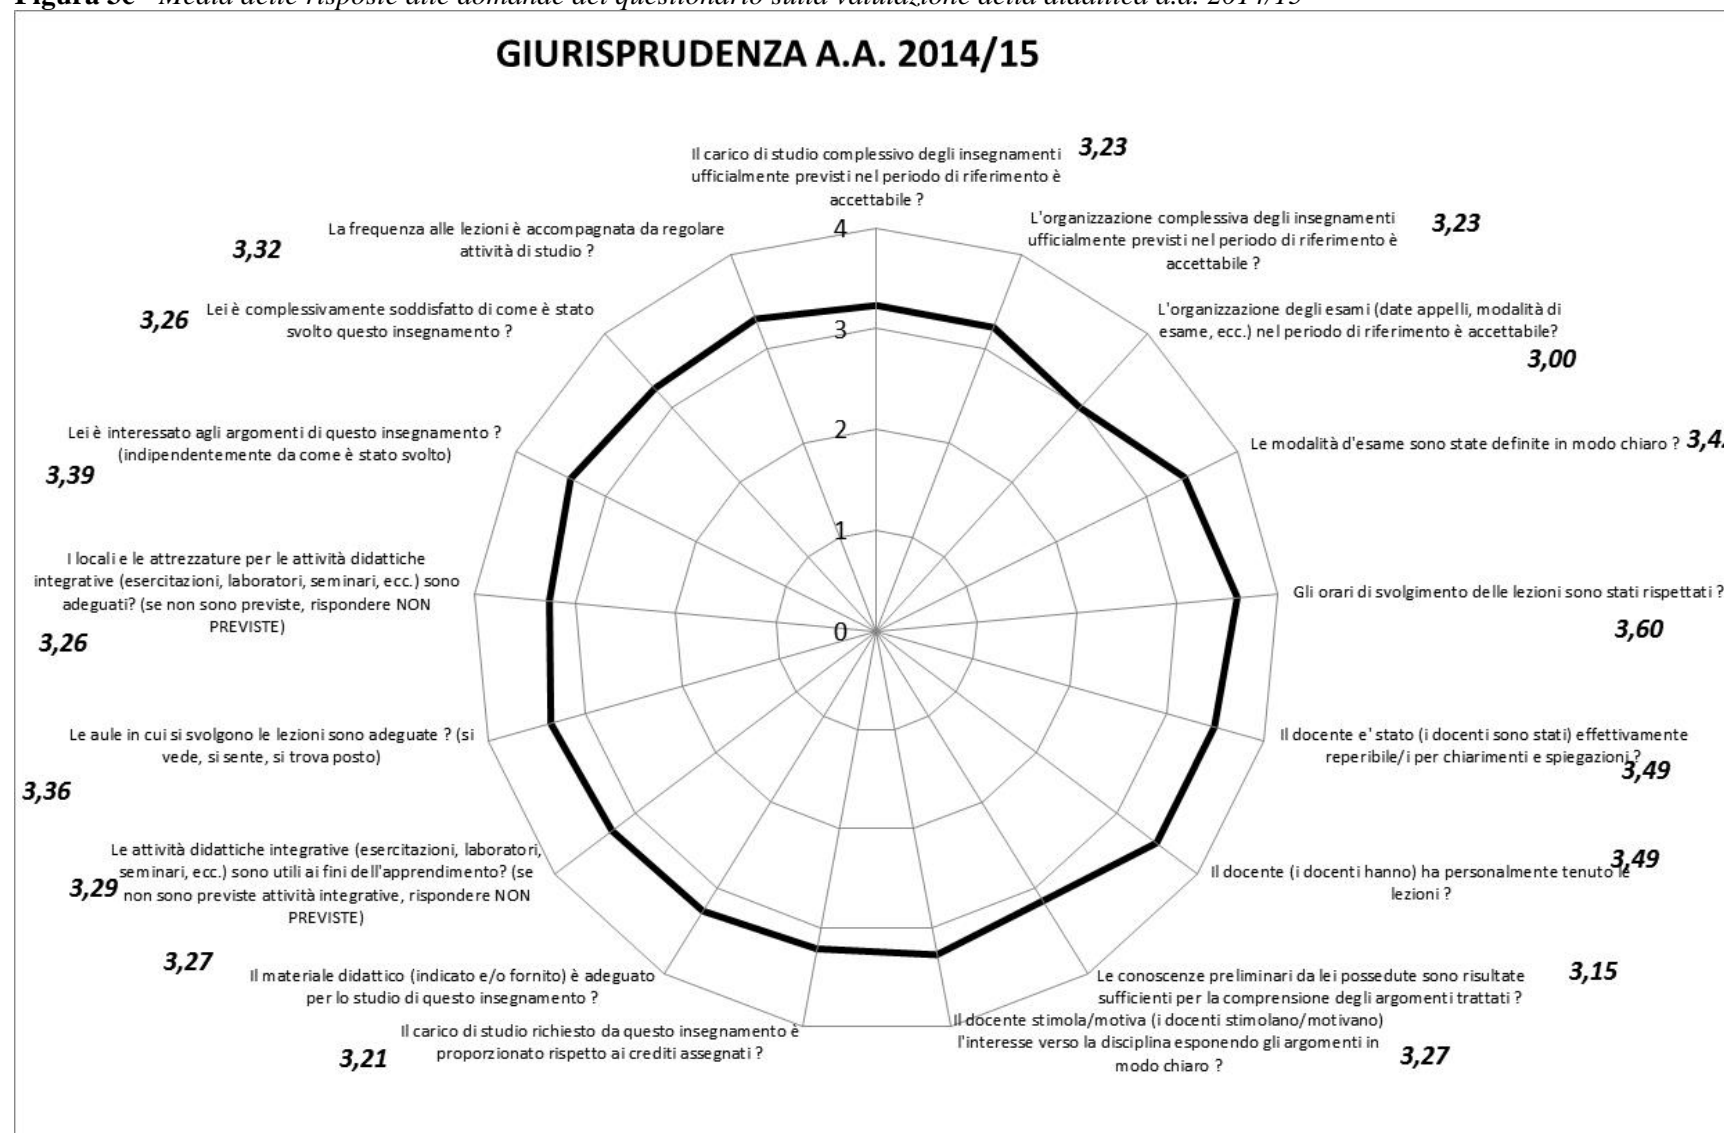 Figura 3c - Media delle risposte alle domande del questionario sulla valutazione della didattica a.a. 2014/15
GIURISPRUDENZA A.A. 2014/15
Il carico di studio complessivo degli insegnamenti
ufficialmente previsti nel periodo di riferimento è
accettabile ?
3,23
L'organizzazione complessiva degli insegnamenti
ufficialmente previsti nel periodo di riferimento è
accettabile ?
3,23
L'organizzazione degli esami (date appelli, modalità di
esame, ecc.) nel periodo di riferimento è accettabile?
3,00
Le modalità d'esame sono state definite in modo chiaro ?
Gli orari di svolgimento delle lezioni sono stati rispettati ?
3,60
Il docente e' stato (i docenti sono stati) effettivamente
reperibile/i per chiarimenti e spiegazioni ?
3,49
Il docente (i docenti hanno) ha personalmente tenuto le
lezioni ?
3,49
Le conoscenze preliminari da lei possedute sono risultate
sufficienti per la comprensione degli argomenti trattati ?
3,15
Il docente stimola/motiva (i docenti stimolano/motivano)
l'interesse verso la disciplina esponendo gli argomenti in
modo chiaro ?
3,27
Il carico di studio richiesto da questo insegnamento è
proporzionato rispetto ai crediti assegnati ?
3,21
Il materiale didattico (indicato e/o fornito) è adeguato
per lo studio di questo insegnamento ?
3,27
Le attività didattiche integrative (esercitazioni, laboratori,
seminari, ecc.) sono utili ai fini dell'apprendimento? (se
non sono previste attività integrative, rispondere NON
PREVISTE)
3,29
Le aule in cui si svolgono le lezioni sono adeguate ? (si
vede, si sente, si trova posto)
3,36
I locali e le attrezzature per le attività didattiche
integrative (esercitazioni, laboratori, seminari, ecc.) sono
adeguati? (se non sono previste, rispondere NON
PREVISTE)
3,26
Lei è interessato agli argomenti di questo insegnamento ?
(indipendentemente da come è stato svolto)
3,39
Lei è complessivamente soddisfatto di come è stato
svolto questo insegnamento ?
3,26
La frequenza alle lezioni è accompagnata da regolare
attività di studio ?
3,32
4
3
2
1
0